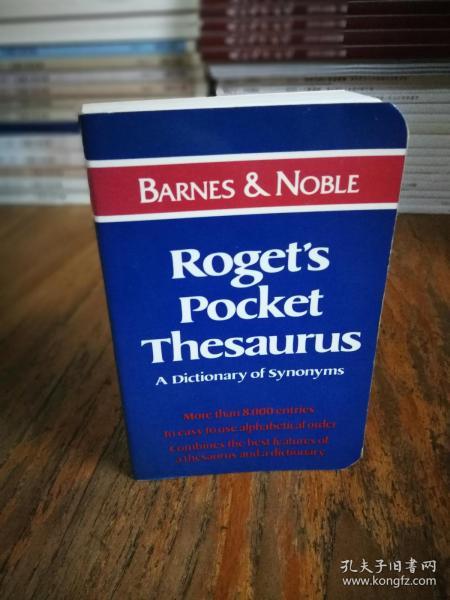 BARNES & NOBLE
Roget's
Pocket
Thesaurus
A Dictionary of Synonyms
More than 8,000 entries
to easy to use alphabetical order
Combines the best features of
a thesaurus and a dictionary
孔夫子旧书网
www.kongfz.com